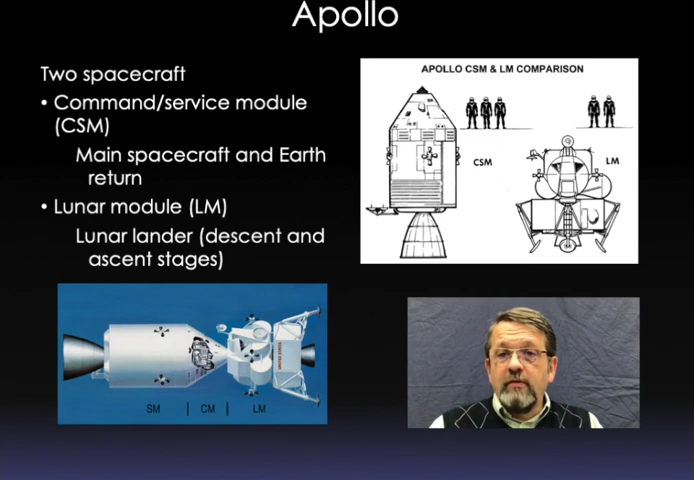 Apollo
Two spacecraft
• Command/service module
(CSM)
Main spacecraft and Earth
return
• Lunar module (LM)
Lunar lander (descent and
ascent stages)
APOLLO CSM & LM COMPARISON
CSM
LM
SM | CM | LM